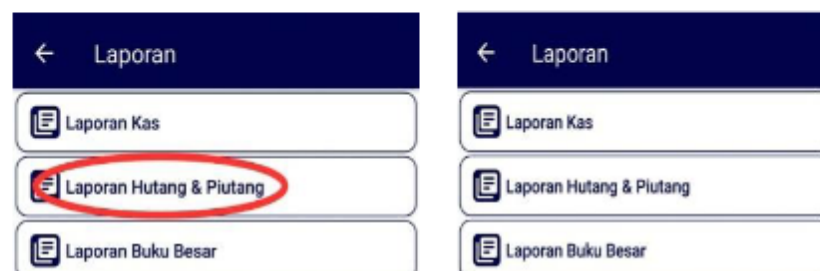 Laporan
Laporan Kas
Laporan Hutang & Piutang
Laporan Buku Besar
Laporan
Laporan Kas
Laporan Hutang & Piutang
Laporan Buku Besar